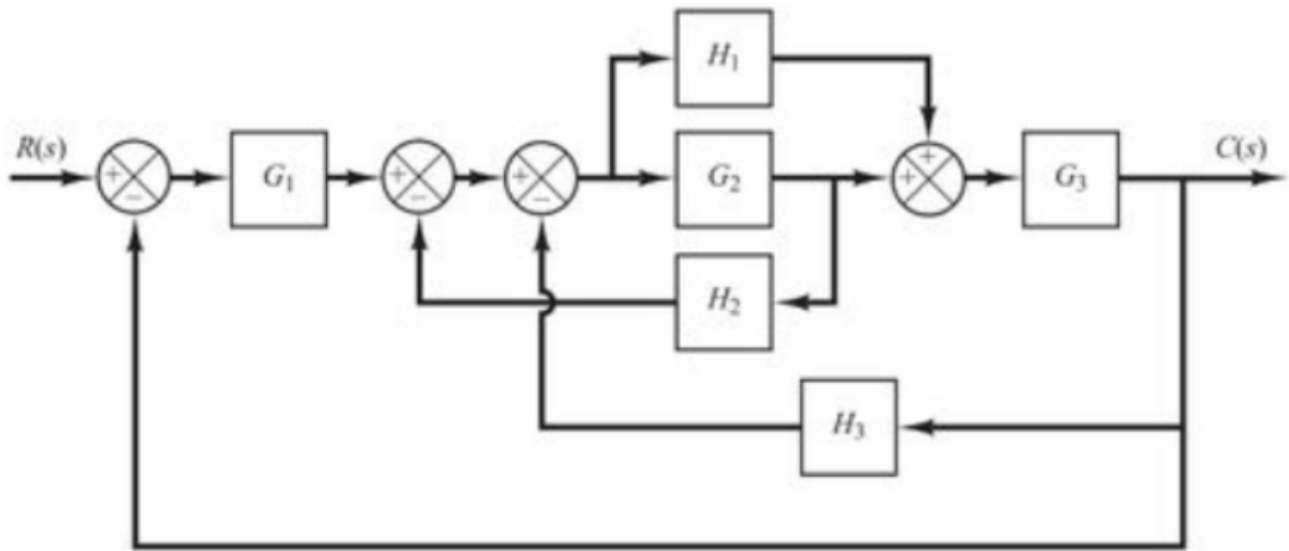 H₁
R(s) + − G₁ + − + − G₂ + + G₃ C(s)
H₂
H₃